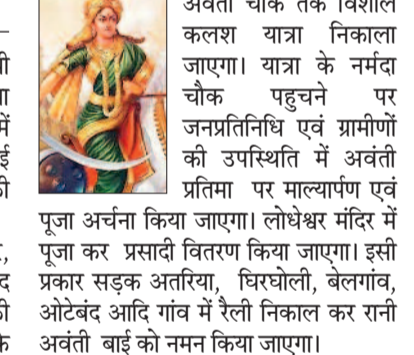 अवंती चौक तक विशाल
कलश यात्रा निकाला
जाएगा। यात्रा के नर्मदा
चौक पहुचने पर
जनप्रतिनिधि एवं ग्रामीणों
की उपस्थिति में अवंती
प्रतिमा पर माल्यार्पण एवं
पूजा अर्चना किया जाएगा। लोधेश्वर मंदिर में
पूजा कर प्रसादी वितरण किया जाएगा। इसी
प्रकार सड़क अतरिया, घिरघोली, बेलगांव,
ओटेबंद आदि गांव में रैली निकाल कर रानी
अवंती बाई को नमन किया जाएगा।